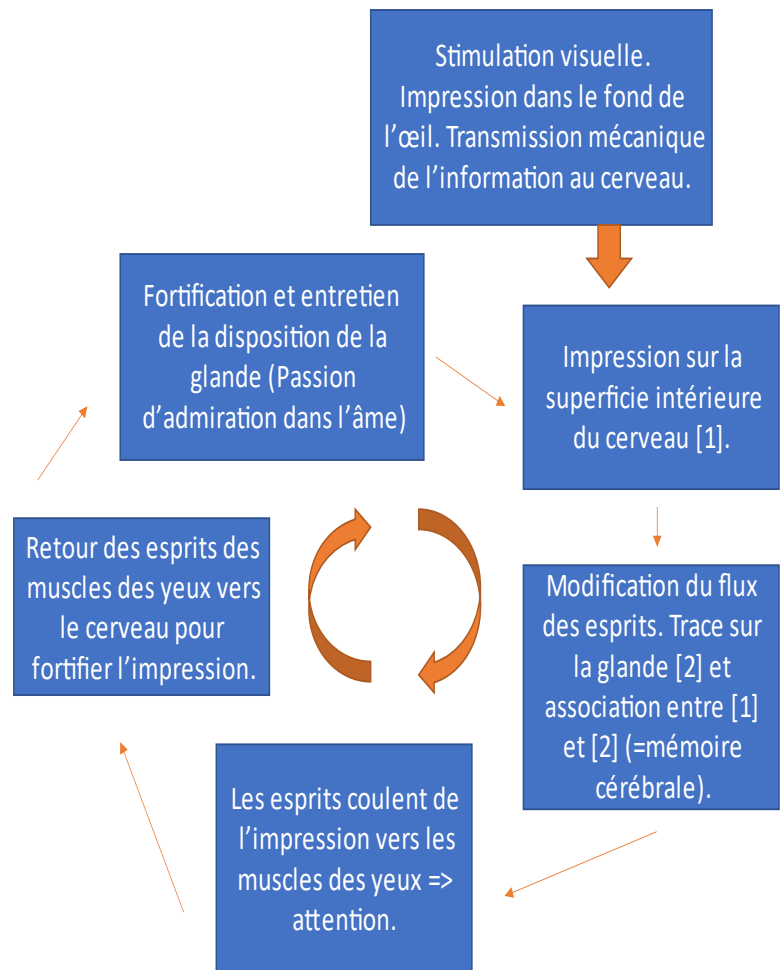 Stimulation visuelle.
Impression dans le fond de
l’œil. Transmission mécanique
de l’information au cerveau.
Fortification et entretien
de la disposition de la
glande (Passion
d’admiration dans l’âme)
Impression sur la
superficie intérieure
du cerveau [1].
Retour des esprits des
muscles des yeux vers
le cerveau pour
fortifier l’impression.
Modification du flux
des esprits. Trace sur
la glande [2] et
association entre [1]
et [2] (=mémoire
cérébrale).
Les esprits coulent de
l’impression vers les
muscles des yeux =>
attention.